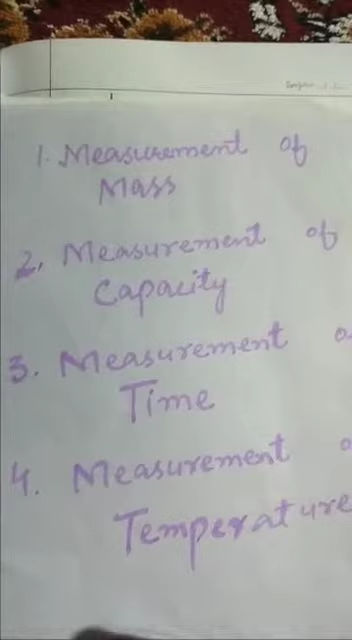 1. Measurement of
Mass
2. Measurement of
Capacity
3. Measurement
Time
4. Measurement
Temperature